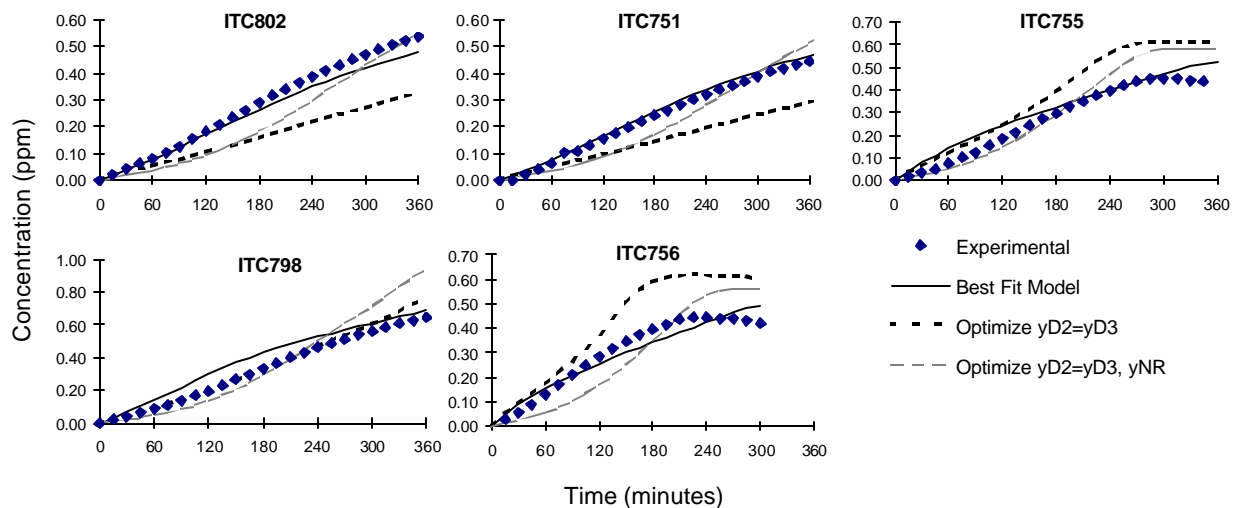 ITC802
0.60
0.50
0.40
0.30
0.20
0.10
0.00
0 60 120 180 240 300 360
ITC751
0.60
0.50
0.40
0.30
0.20
0.10
0.00
0 60 120 180 240 300 360
ITC755
0.70
0.60
0.50
0.40
0.30
0.20
0.10
0.00
0 60 120 180 240 300 360
Concentration (ppm)
ITC798
1.00
0.80
0.60
0.40
0.20
0.00
0 60 120 180 240 300 360
ITC756
0.70
0.60
0.50
0.40
0.30
0.20
0.10
0.00
0 60 120 180 240 300 360
Experimental
Best Fit Model
Optimize yD2=yD3
Optimize yD2=yD3, yNR
Time (minutes)